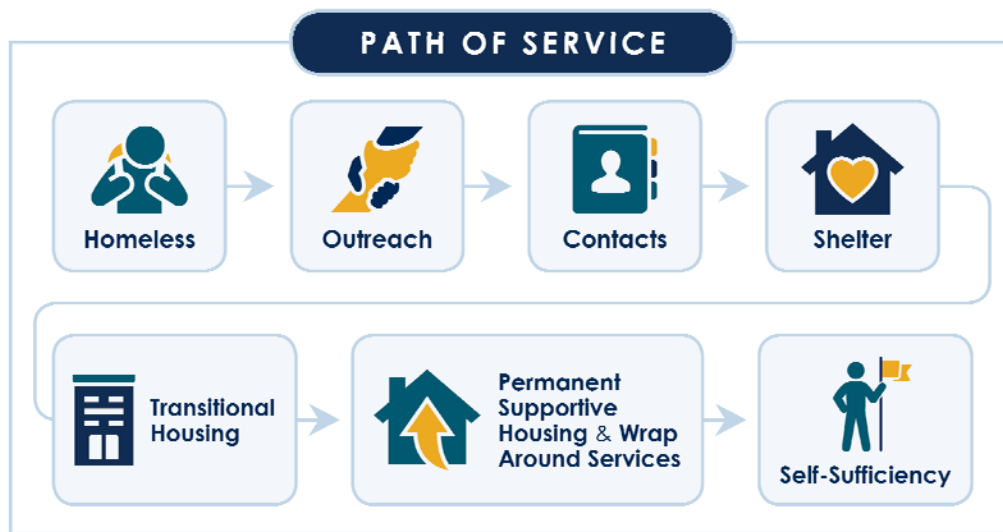 PATH OF SERVICE
Homeless
Outreach
Contacts
Shelter
Transitional
Housing
Permanent
Supportive
Housing & Wrap
Around Services
Self-Sufficiency